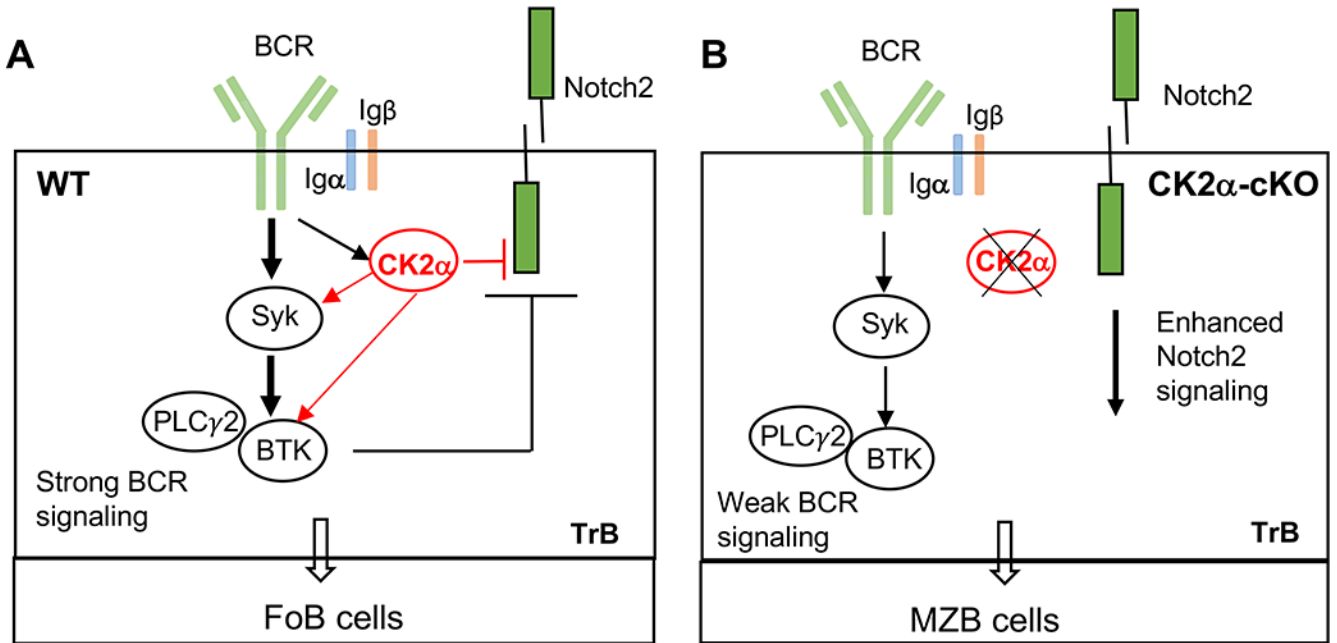 A
BCR
Notch2
Igβ
Igα
WT
CK2α
Syk
PLCγ2
BTK
Strong BCR
signaling
TrB
FoB cells
B
BCR
Notch2
Igβ
Igα
CK2α-cKO
CK2α
Syk
Enhanced
Notch2
signaling
PLCγ2
BTK
Weak BCR
signaling
TrB
MZB cells